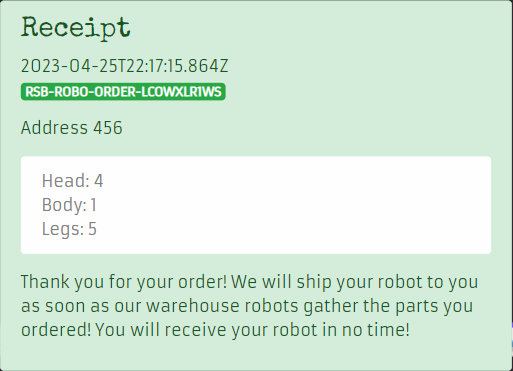 Receipt
2023-04-25T22:17:15.864Z
RSB-ROBO-ORDER-LCOWXLR1WS
Address 456
Head: 4
Body: 1
Legs: 5
Thank you for your order! We will ship your robot to you
as soon as our warehouse robots gather the parts you
ordered! You will receive your robot in no time!